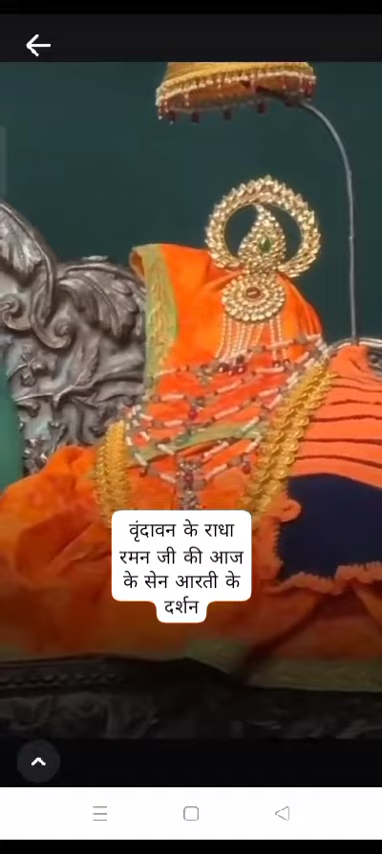 वृंदावन के राधा
रमन जी की आज
के सेन आरती के
दर्शन